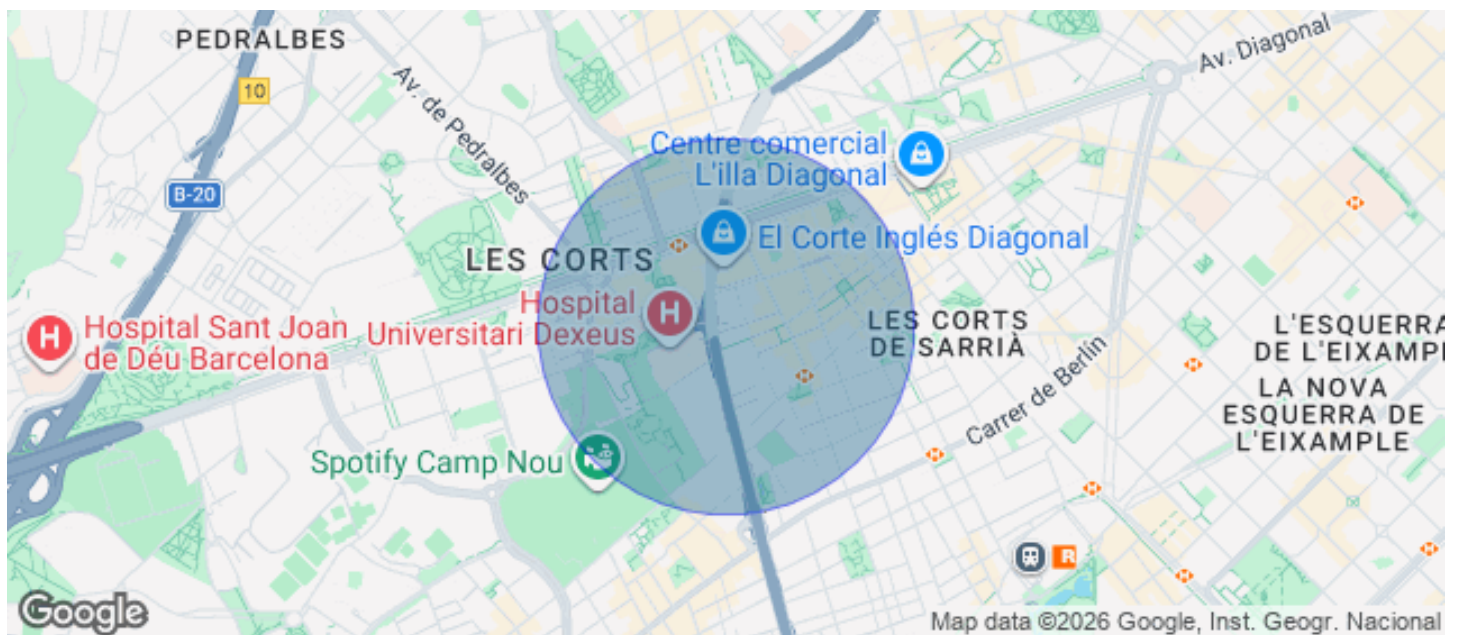 PEDRALBES
Av. Diagonal
10
Av. de Pedralbes
Centre comercial
L'illa Diagonal
B-20
El Corte Inglés Diagonal
LES CORTS
Hospital
Universitari Dexeus
H
H
Hospital Sant Joan
de Déu Barcelona
LES CORTS
DE SARRIÀ
L'ESQUERRA
DE L'EIXAMPL
LA NOVA
ESQUERRA DE
L'EIXAMPLE
Carrer de Berlín
Spotify Camp Nou
R
Google
Map data ©2026 Google, Inst. Geogr. Nacional